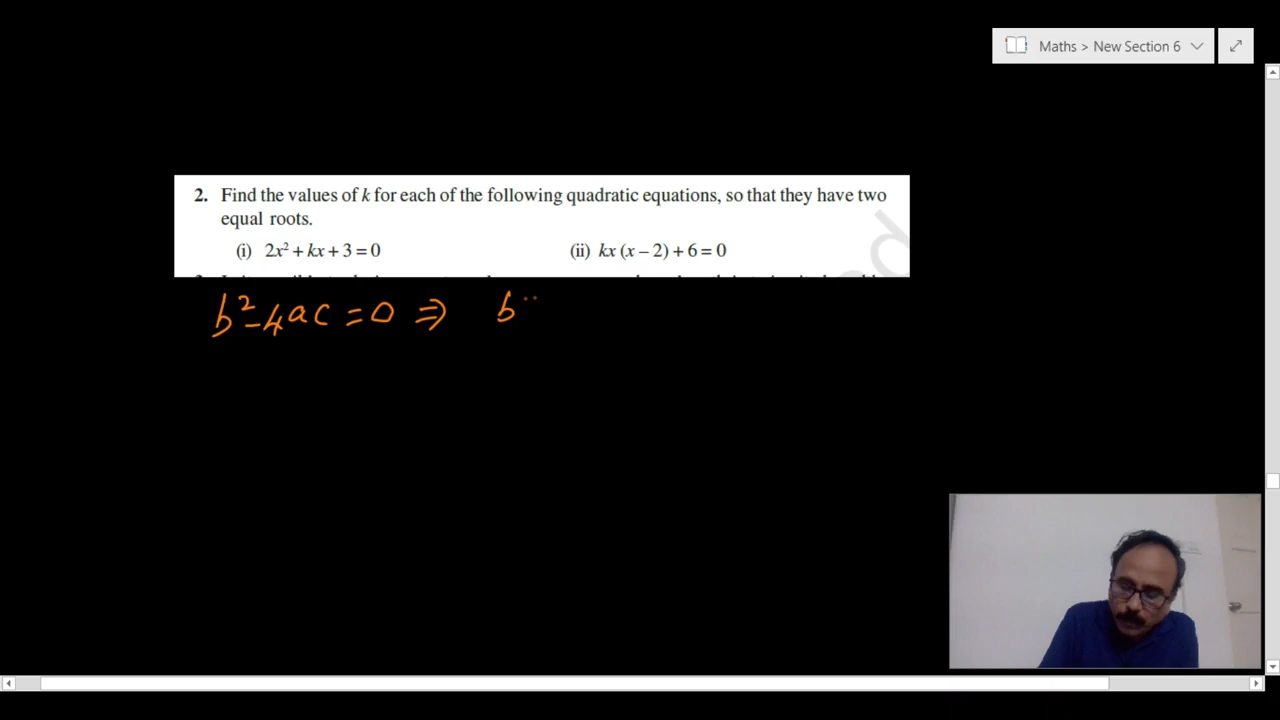 Maths > New Section 6
2. Find the values of k for each of the following quadratic equations, so that they have two
equal roots.
(i) 2x² + kx + 3 = 0 (ii) kx (x – 2) + 6 = 0
b² - 4ac = 0 ⇒ b